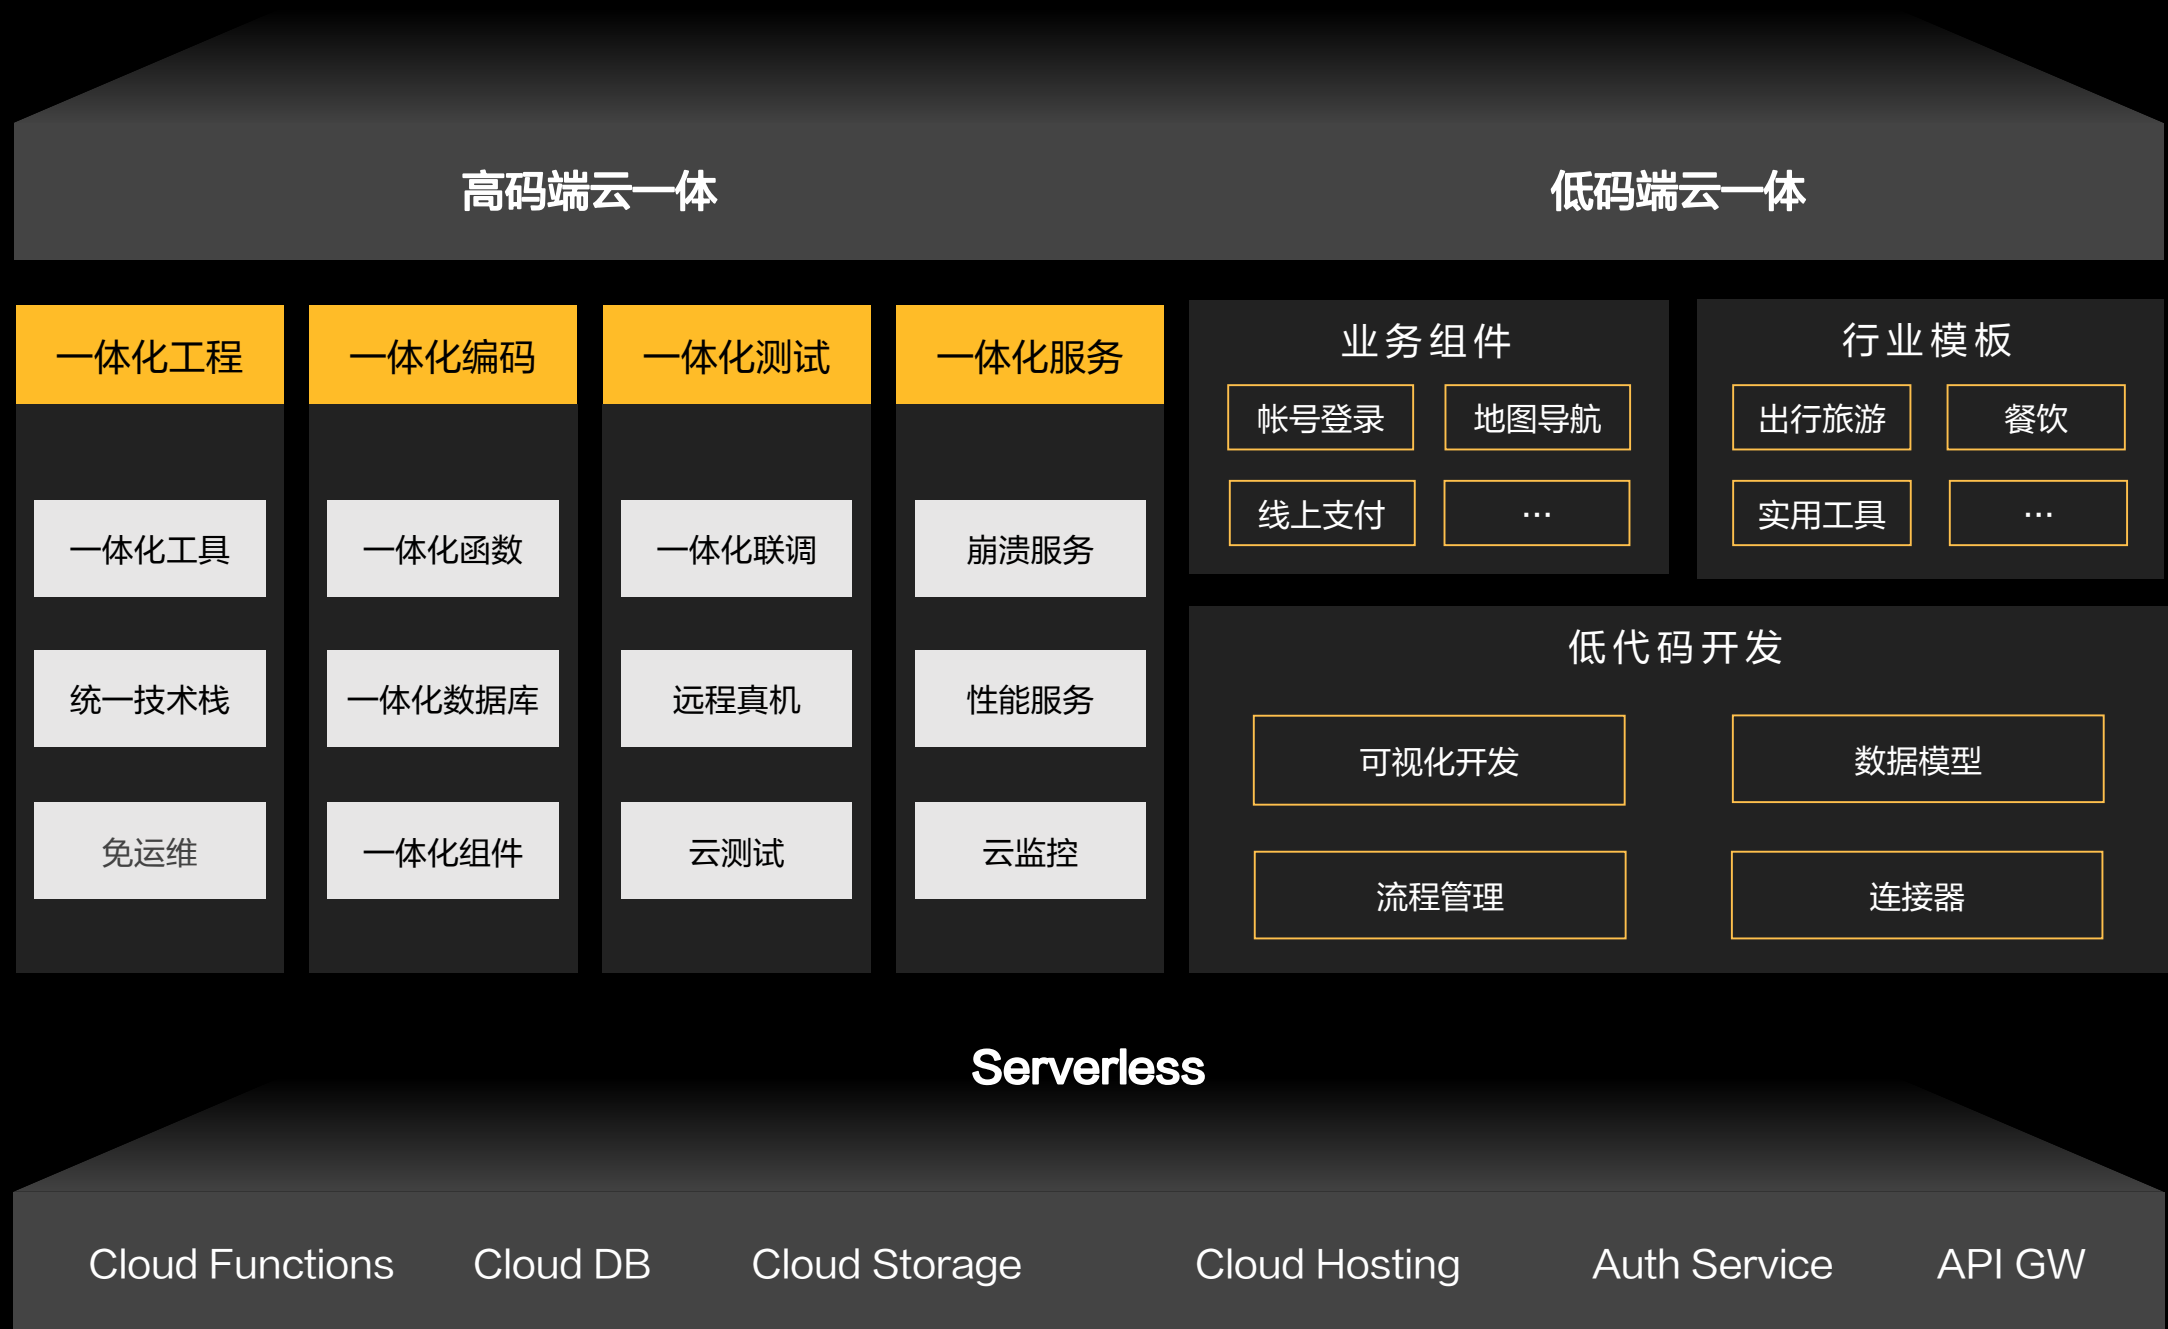 高码端云一体
低码端云一体
一体化工程
一体化工具
统一技术栈
免运维
一体化编码
一体化函数
一体化数据库
一体化组件
一体化测试
一体化联调
远程真机
云测试
一体化服务
崩溃服务
性能服务
云监控
业务组件
帐号登录
地图导航
线上支付
...
行业模板
出行旅游
餐饮
实用工具
...
低代码开发
可视化开发
数据模型
流程管理
连接器
Serverless
Cloud Functions
Cloud DB
Cloud Storage
Cloud Hosting
Auth Service
API GW